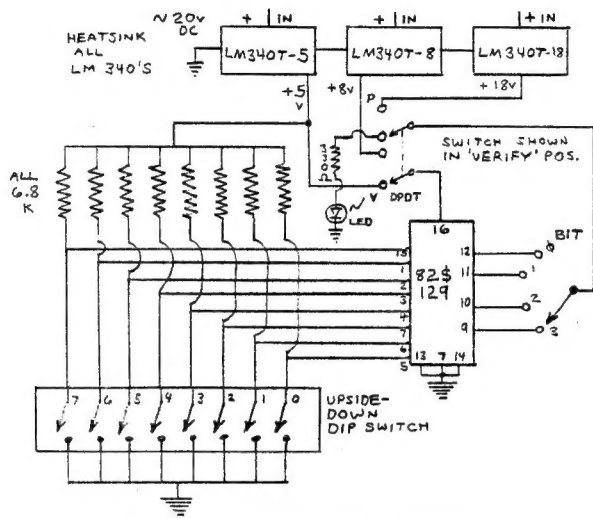 ~ 20v DC
+ IN
+ IN
+ IN
HEATSINK
ALL
LM 340'S
LM340T-5
LM340T-8
LM340T-18
+5
V
+8v
+18v
P
SWITCH SHOWN
IN 'VERIFY' POS.
DPDT
V
LED
ALL
6.8
K
16
15
1
2
3
4
7
6
5
82S
129
12
11
10
9
13
7
14
BIT
0
1
2
3
7
6
5
4
3
2
1
0
UPSIDE-
DOWN
DIP SWITCH